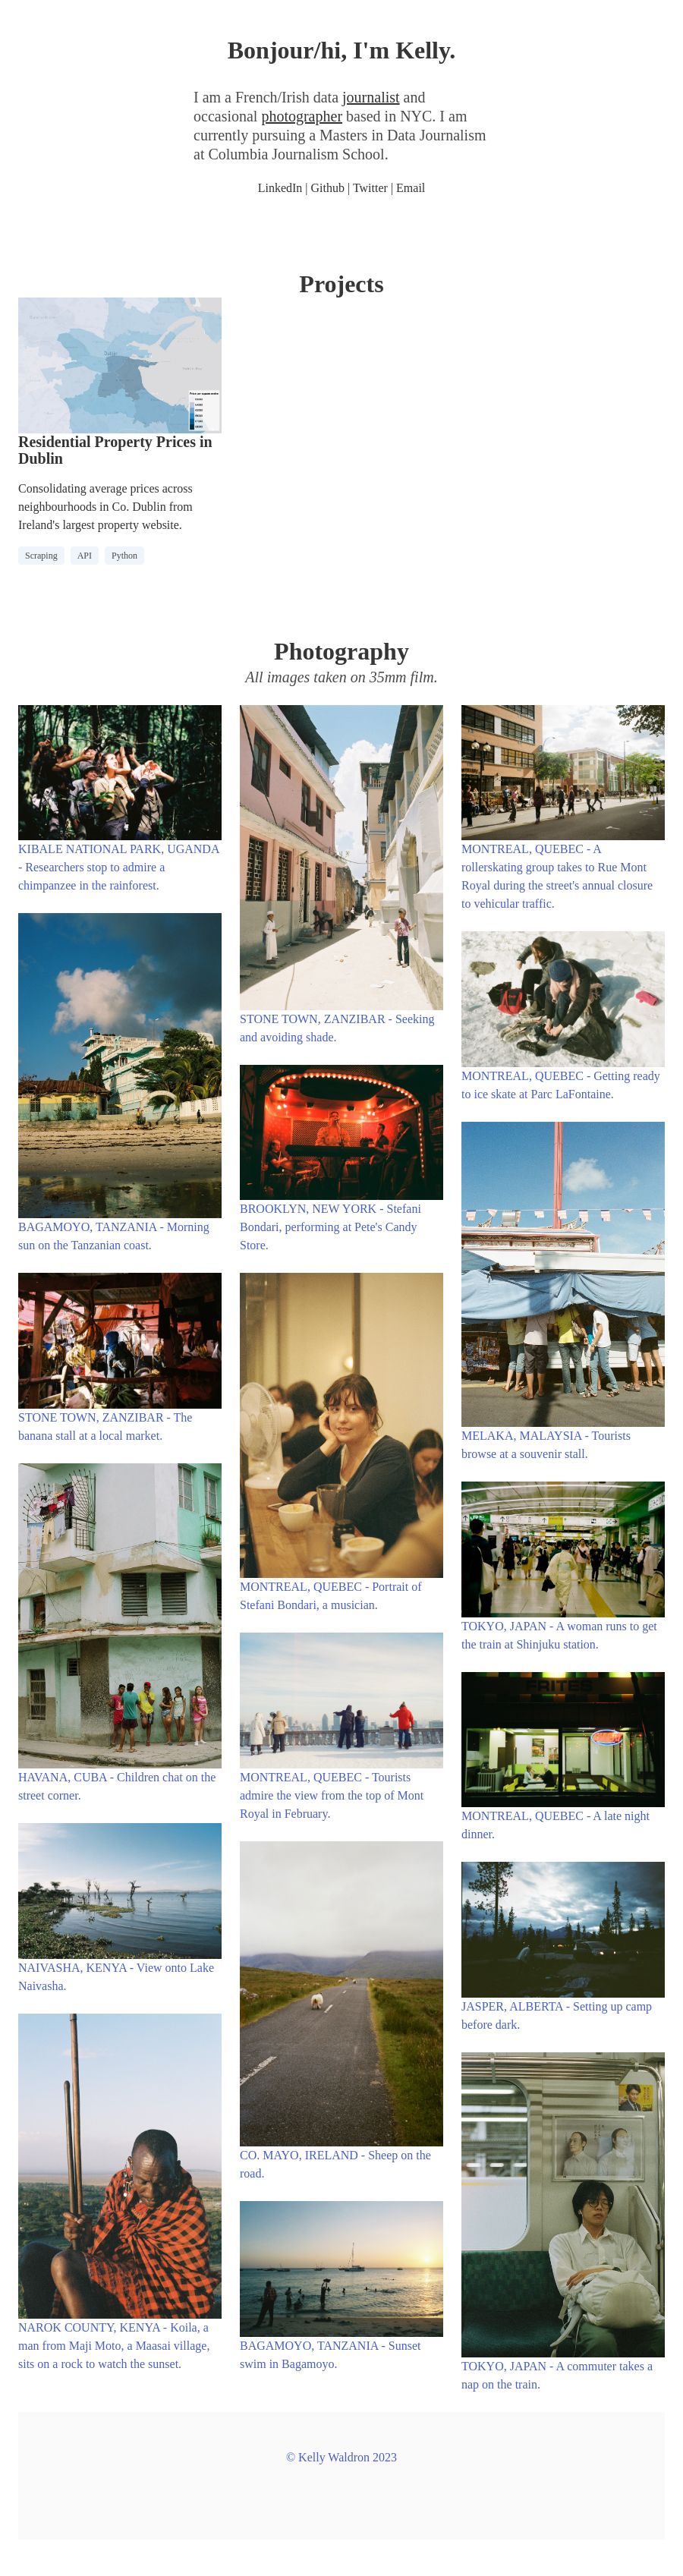 Bonjour/hi, I'm Kelly.
I am a French/Irish data journalist and
occasional photographer based in NYC. I am
currently pursuing a Masters in Data Journalism
at Columbia Journalism School.
LinkedIn | Github | Twitter | Email
Projects
Residential Property Prices in
Dublin
Consolidating average prices across
neighbourhoods in Co. Dublin from
Ireland's largest property website.
Scraping API Python
Photography
All images taken on 35mm film.
KIBALE NATIONAL PARK, UGANDA
- Researchers stop to admire a
chimpanzee in the rainforest.
BAGAMOYO, TANZANIA - Morning
sun on the Tanzanian coast.
STONE TOWN, ZANZIBAR - The
banana stall at a local market.
HAVANA, CUBA - Children chat on the
street corner.
NAIVASHA, KENYA - View onto Lake
Naivasha.
NAROK COUNTY, KENYA - Koila, a
man from Maji Moto, a Maasai village,
sits on a rock to watch the sunset.
STONE TOWN, ZANZIBAR - Seeking
and avoiding shade.
BROOKLYN, NEW YORK - Stefani
Bondari, performing at Pete's Candy
Store.
MONTREAL, QUEBEC - Portrait of
Stefani Bondari, a musician.
MONTREAL, QUEBEC - Tourists
admire the view from the top of Mont
Royal in February.
CO. MAYO, IRELAND - Sheep on the
road.
BAGAMOYO, TANZANIA - Sunset
swim in Bagamoyo.
MONTREAL, QUEBEC - A
rollerskating group takes to Rue Mont
Royal during the street's annual closure
to vehicular traffic.
MONTREAL, QUEBEC - Getting ready
to ice skate at Parc LaFontaine.
MELAKA, MALAYSIA - Tourists
browse at a souvenir stall.
TOKYO, JAPAN - A woman runs to get
the train at Shinjuku station.
FRITES
MONTREAL, QUEBEC - A late night
dinner.
JASPER, ALBERTA - Setting up camp
before dark.
TOKYO, JAPAN - A commuter takes a
nap on the train.
© Kelly Waldron 2023